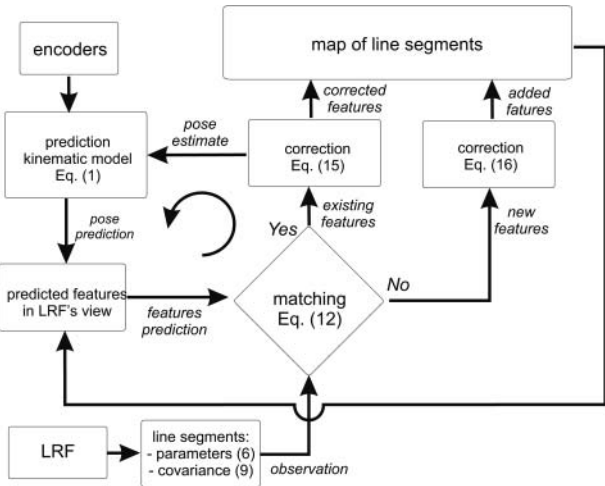 encoders
map of line segments
corrected
features
added
fatures
pose
estimate
prediction
kinematic model
Eq. (1)
correction
Eq. (15)
correction
Eq. (16)
pose
prediction
Yes
existing
features
new
features
predicted features
in LRF's view
features
prediction
matching
Eq. (12)
No
LRF
line segments:
- parameters (6)
- covariance (9)
observation